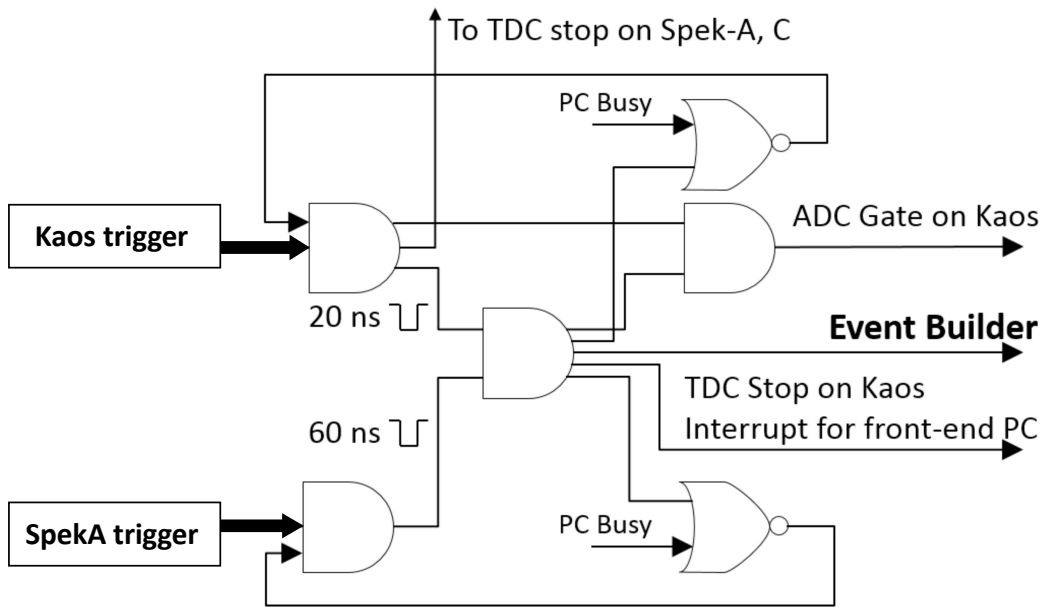 To TDC stop on Spek-A, C
PC Busy
Kaos trigger
ADC Gate on Kaos
20 ns
Event Builder
TDC Stop on Kaos
Interrupt for front-end PC
60 ns
SpekA trigger
PC Busy